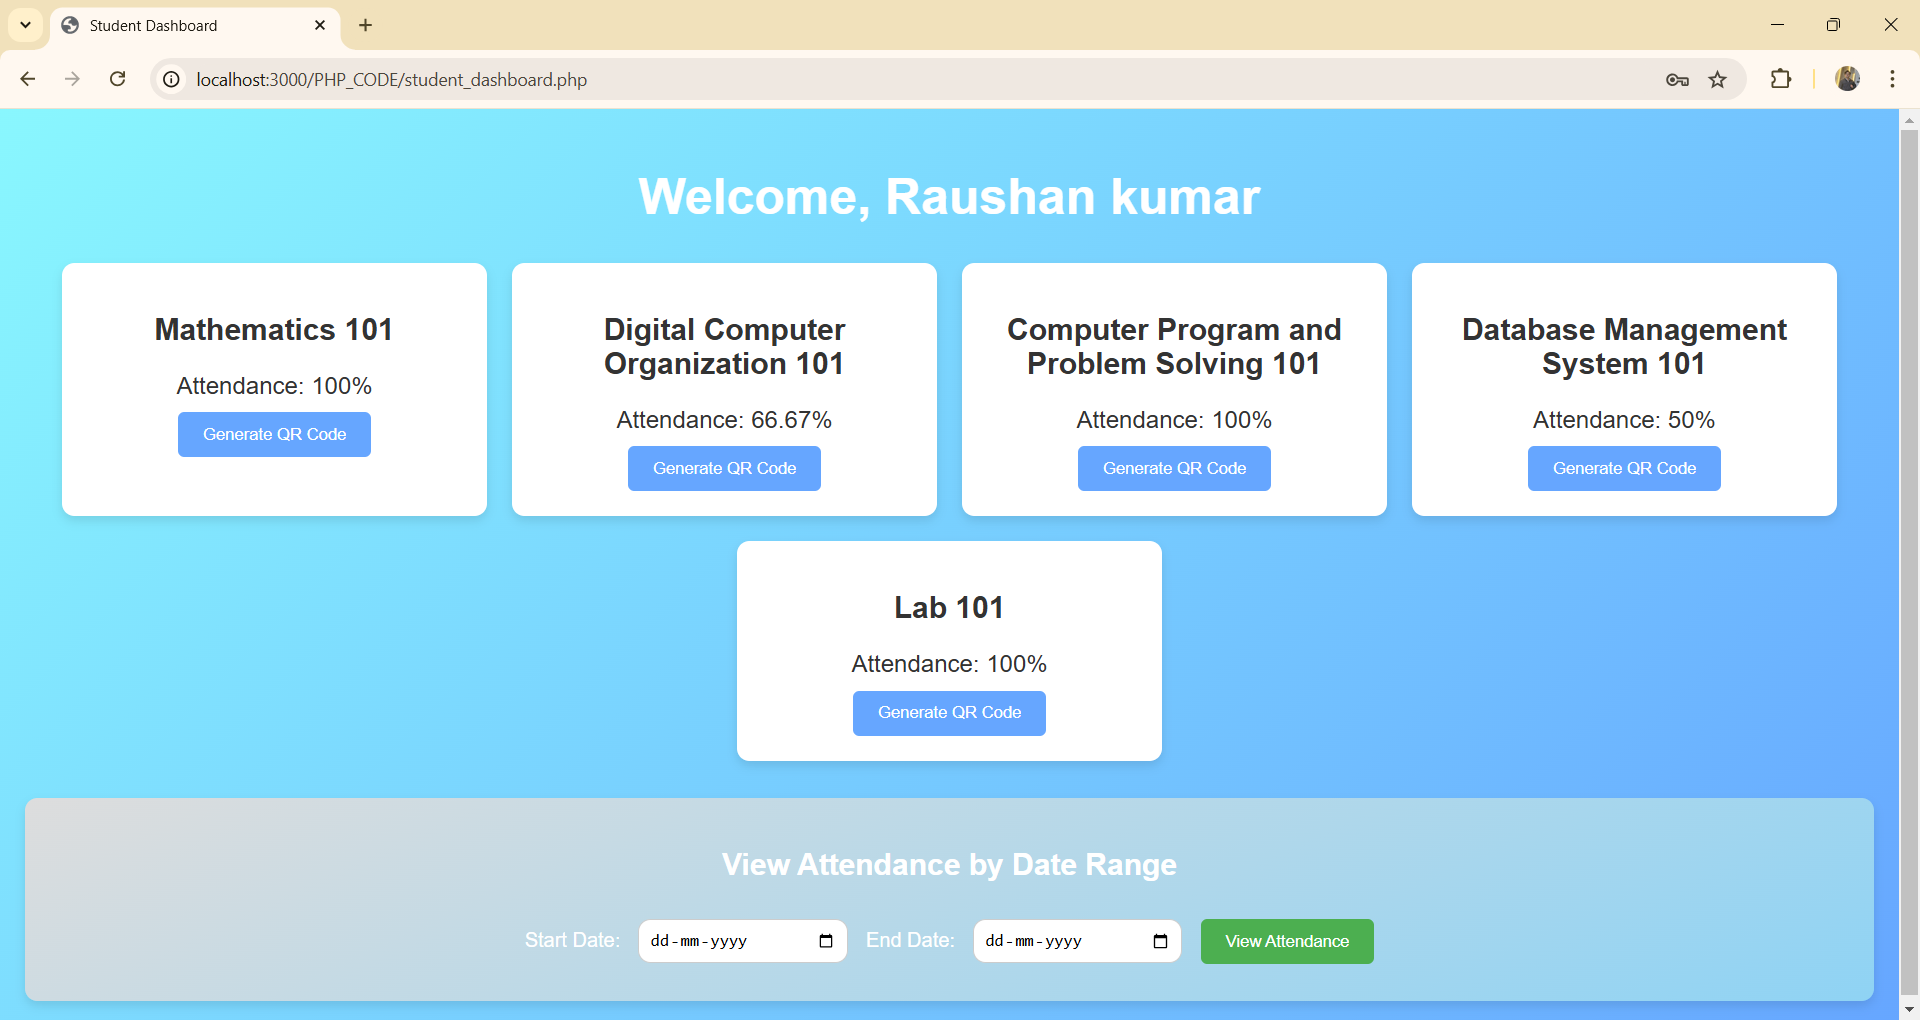 Student Dashboard
localhost:3000/PHP_CODE/student_dashboard.php
Welcome, Raushan kumar
Mathematics 101
Attendance: 100%
Generate QR Code
Digital Computer
Organization 101
Attendance: 66.67%
Generate QR Code
Computer Program and
Problem Solving 101
Attendance: 100%
Generate QR Code
Database Management
System 101
Attendance: 50%
Generate QR Code
Lab 101
Attendance: 100%
Generate QR Code
View Attendance by Date Range
Start Date: dd-mm-yyyy End Date: dd-mm-yyyy View Attendance